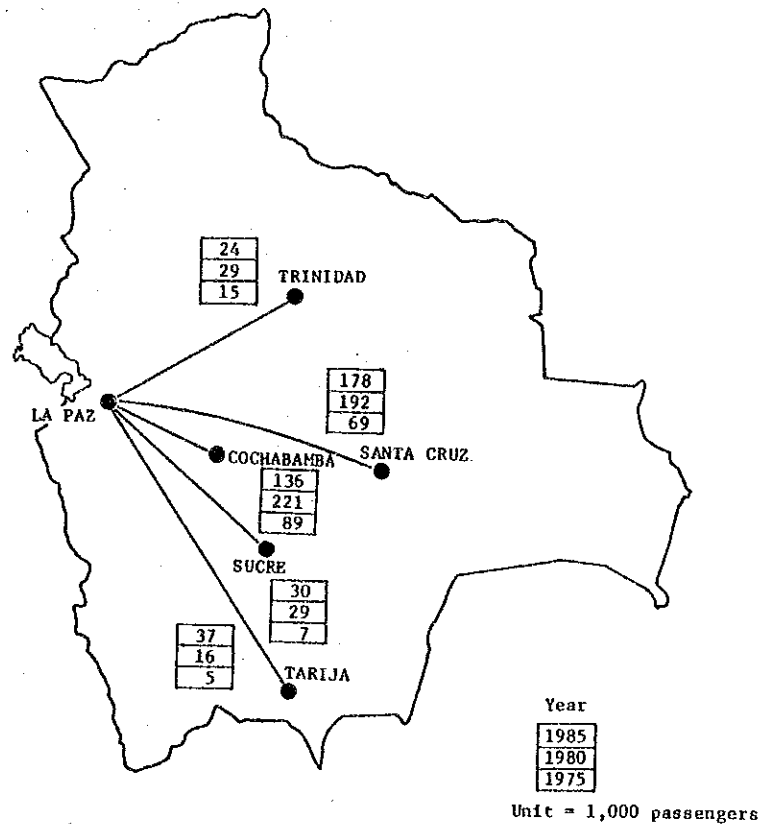 24
29
15
TRINIDAD
178
192
69
LA PAZ
COCHABAMBA
SANTA CRUZ
136
221
89
SUCRE
30
29
7
37
16
5
TARIJA
Year
1985
1980
1975
Unit = 1,000 passengers